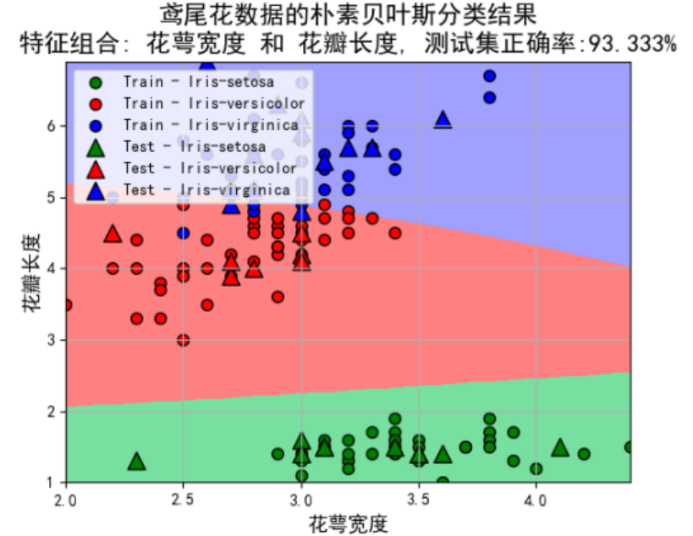 鸢尾花数据的朴素贝叶斯分类结果
特征组合: 花萼宽度 和 花瓣长度, 测试集正确率:93.333%
Train - Iris-setosa
Train - Iris-versicolor
Train - Iris-virginica
Test - Iris-setosa
Test - Iris-versicolor
Test - Iris-virginica
花瓣长度
6
5
4
3
2
1
2.0 2.5 3.0 3.5 4.0
花萼宽度